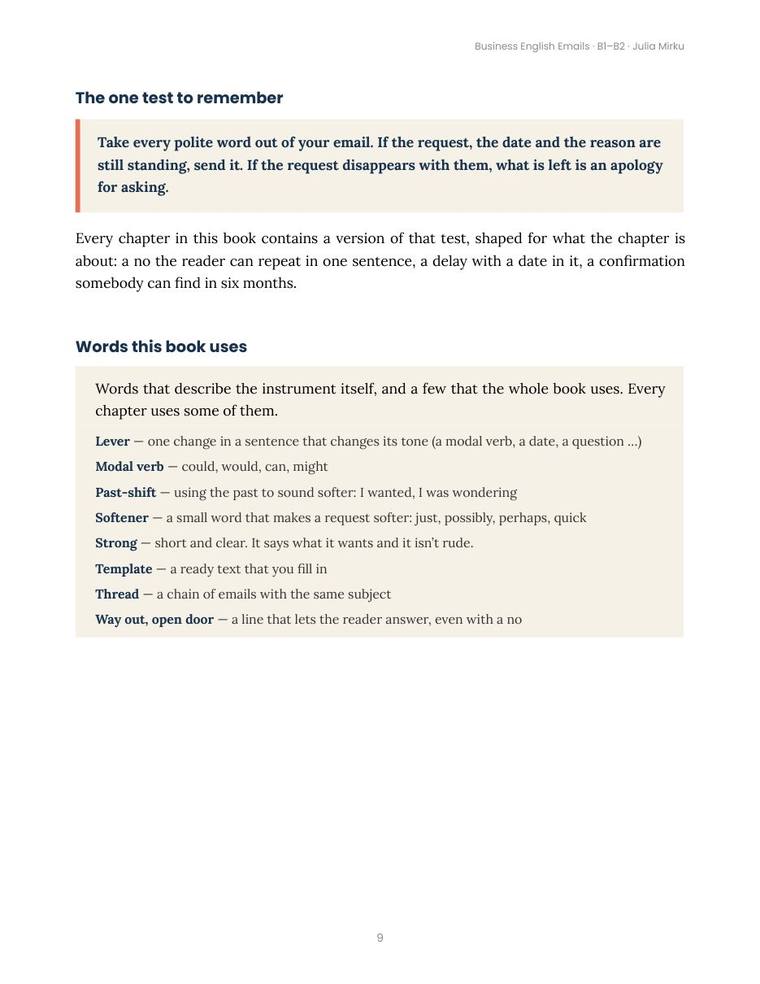 Business English Emails · B1–B2 · Julia Mirku
The one test to remember
Take every polite word out of your email. If the request, the date and the reason are
still standing, send it. If the request disappears with them, what is left is an apology
for asking.
Every chapter in this book contains a version of that test, shaped for what the chapter is
about: a no the reader can repeat in one sentence, a delay with a date in it, a confirmation
somebody can find in six months.
Words this book uses
Words that describe the instrument itself, and a few that the whole book uses. Every
chapter uses some of them.
Lever — one change in a sentence that changes its tone (a modal verb, a date, a question ...)
Modal verb — could, would, can, might
Past-shift — using the past to sound softer: I wanted, I was wondering
Softener — a small word that makes a request softer: just, possibly, perhaps, quick
Strong — short and clear. It says what it wants and it isn’t rude.
Template — a ready text that you fill in
Thread — a chain of emails with the same subject
Way out, open door — a line that lets the reader answer, even with a no
9